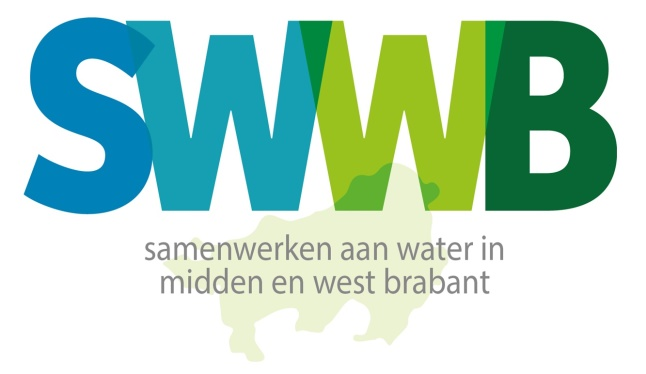 SWWB
samenwerken aan water in
midden en west brabant